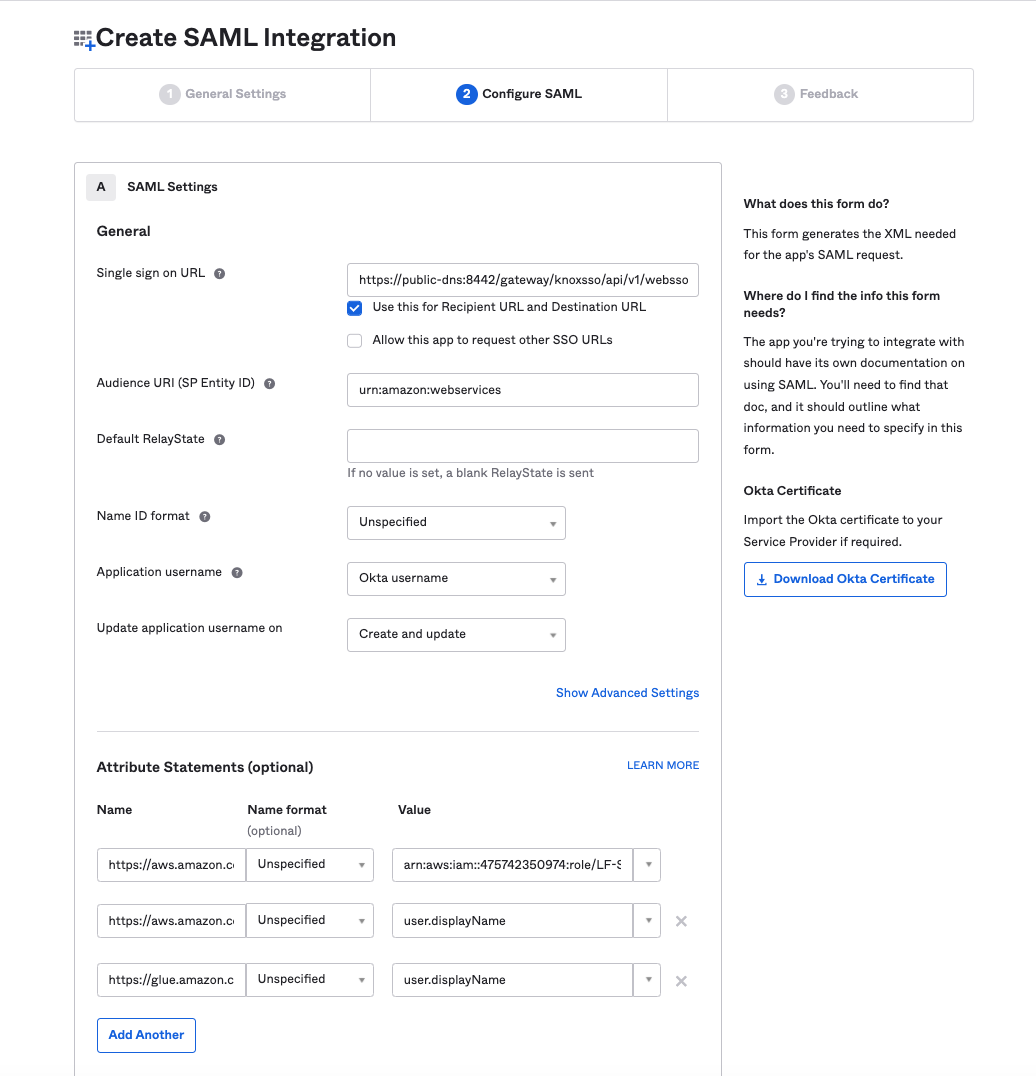 Create SAML Integration
1 General Settings
2 Configure SAML
3 Feedback
A SAML Settings
General
Single sign on URL ?
https://public-dns:8442/gateway/knoxsso/api/v1/websso
Use this for Recipient URL and Destination URL
Allow this app to request other SSO URLs
Audience URI (SP Entity ID) ?
urn:amazon:webservices
Default RelayState ?
If no value is set, a blank RelayState is sent
Name ID format ?
Unspecified
Application username ?
Okta username
Update application username on
Create and update
Show Advanced Settings
Attribute Statements (optional)
LEARN MORE
Name
Name format
(optional)
Value
https://aws.amazon.c
Unspecified
arn:aws:iam::475742350974:role/LF-S
https://aws.amazon.c
Unspecified
user.displayName
https://glue.amazon.c
Unspecified
user.displayName
Add Another
What does this form do?
This form generates the XML needed
for the app's SAML request.
Where do I find the info this form
needs?
The app you're trying to integrate with
should have its own documentation on
using SAML. You'll need to find that
doc, and it should outline what
information you need to specify in this
form.
Okta Certificate
Import the Okta certificate to your
Service Provider if required.
Download Okta Certificate